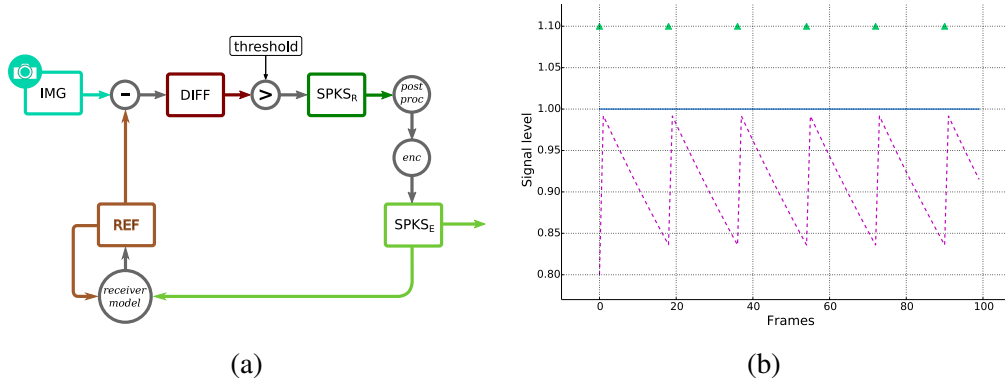 threshold
IMG
-
DIFF
>
SPKS_R
post
proc
enc
SPKS_E
REF
receiver
model
(a)
1.10
1.05
1.00
0.95
0.90
0.85
0.80
Signal level
0
20
40
60
80
100
Frames
(b)